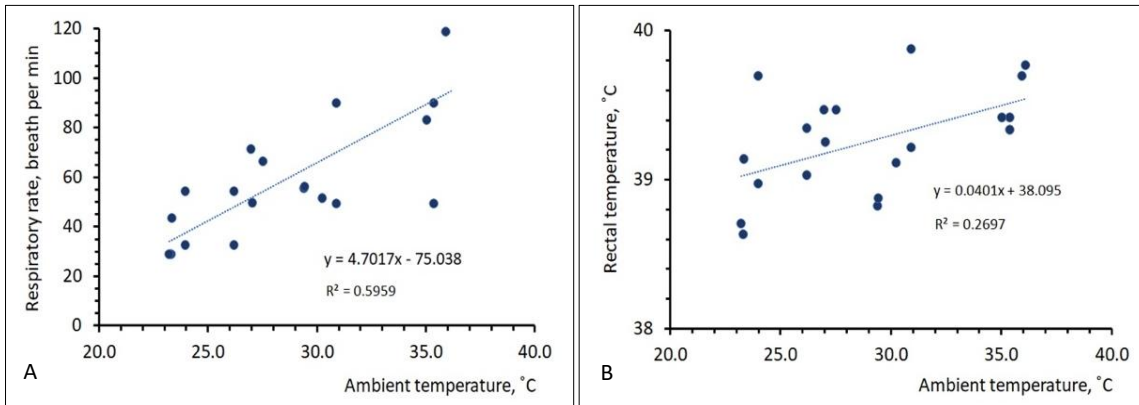 Respiratory rate, breath per min
120
100
80
60
40
20
0
y = 4.7017x - 75.038
R² = 0.5959
20.0 25.0 30.0 35.0 40.0
Ambient temperature, ˚C
A
Rectal temperature, ˚C
40
39
38
y = 0.0401x + 38.095
R² = 0.2697
20.0 25.0 30.0 35.0 40.0
Ambient temperature, ˚C
B